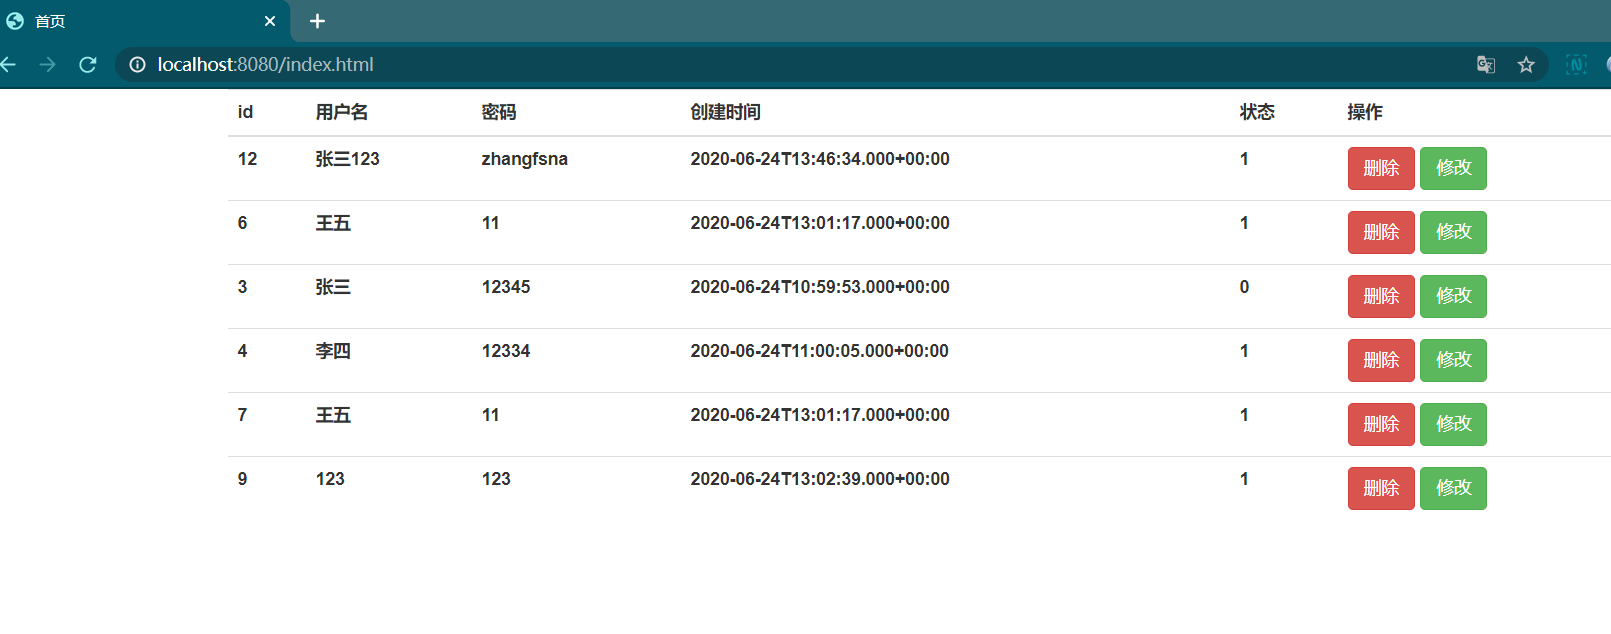 首页
localhost:8080/index.html
id 用户名 密码 创建时间 状态 操作
12 张三123 zhangfsna 2020-06-24T13:46:34.000+00:00 1 删除 修改
6 王五 11 2020-06-24T13:01:17.000+00:00 1 删除 修改
3 张三 12345 2020-06-24T10:59:53.000+00:00 0 删除 修改
4 李四 12334 2020-06-24T11:00:05.000+00:00 1 删除 修改
7 王五 11 2020-06-24T13:01:17.000+00:00 1 删除 修改
9 123 123 2020-06-24T13:02:39.000+00:00 1 删除 修改